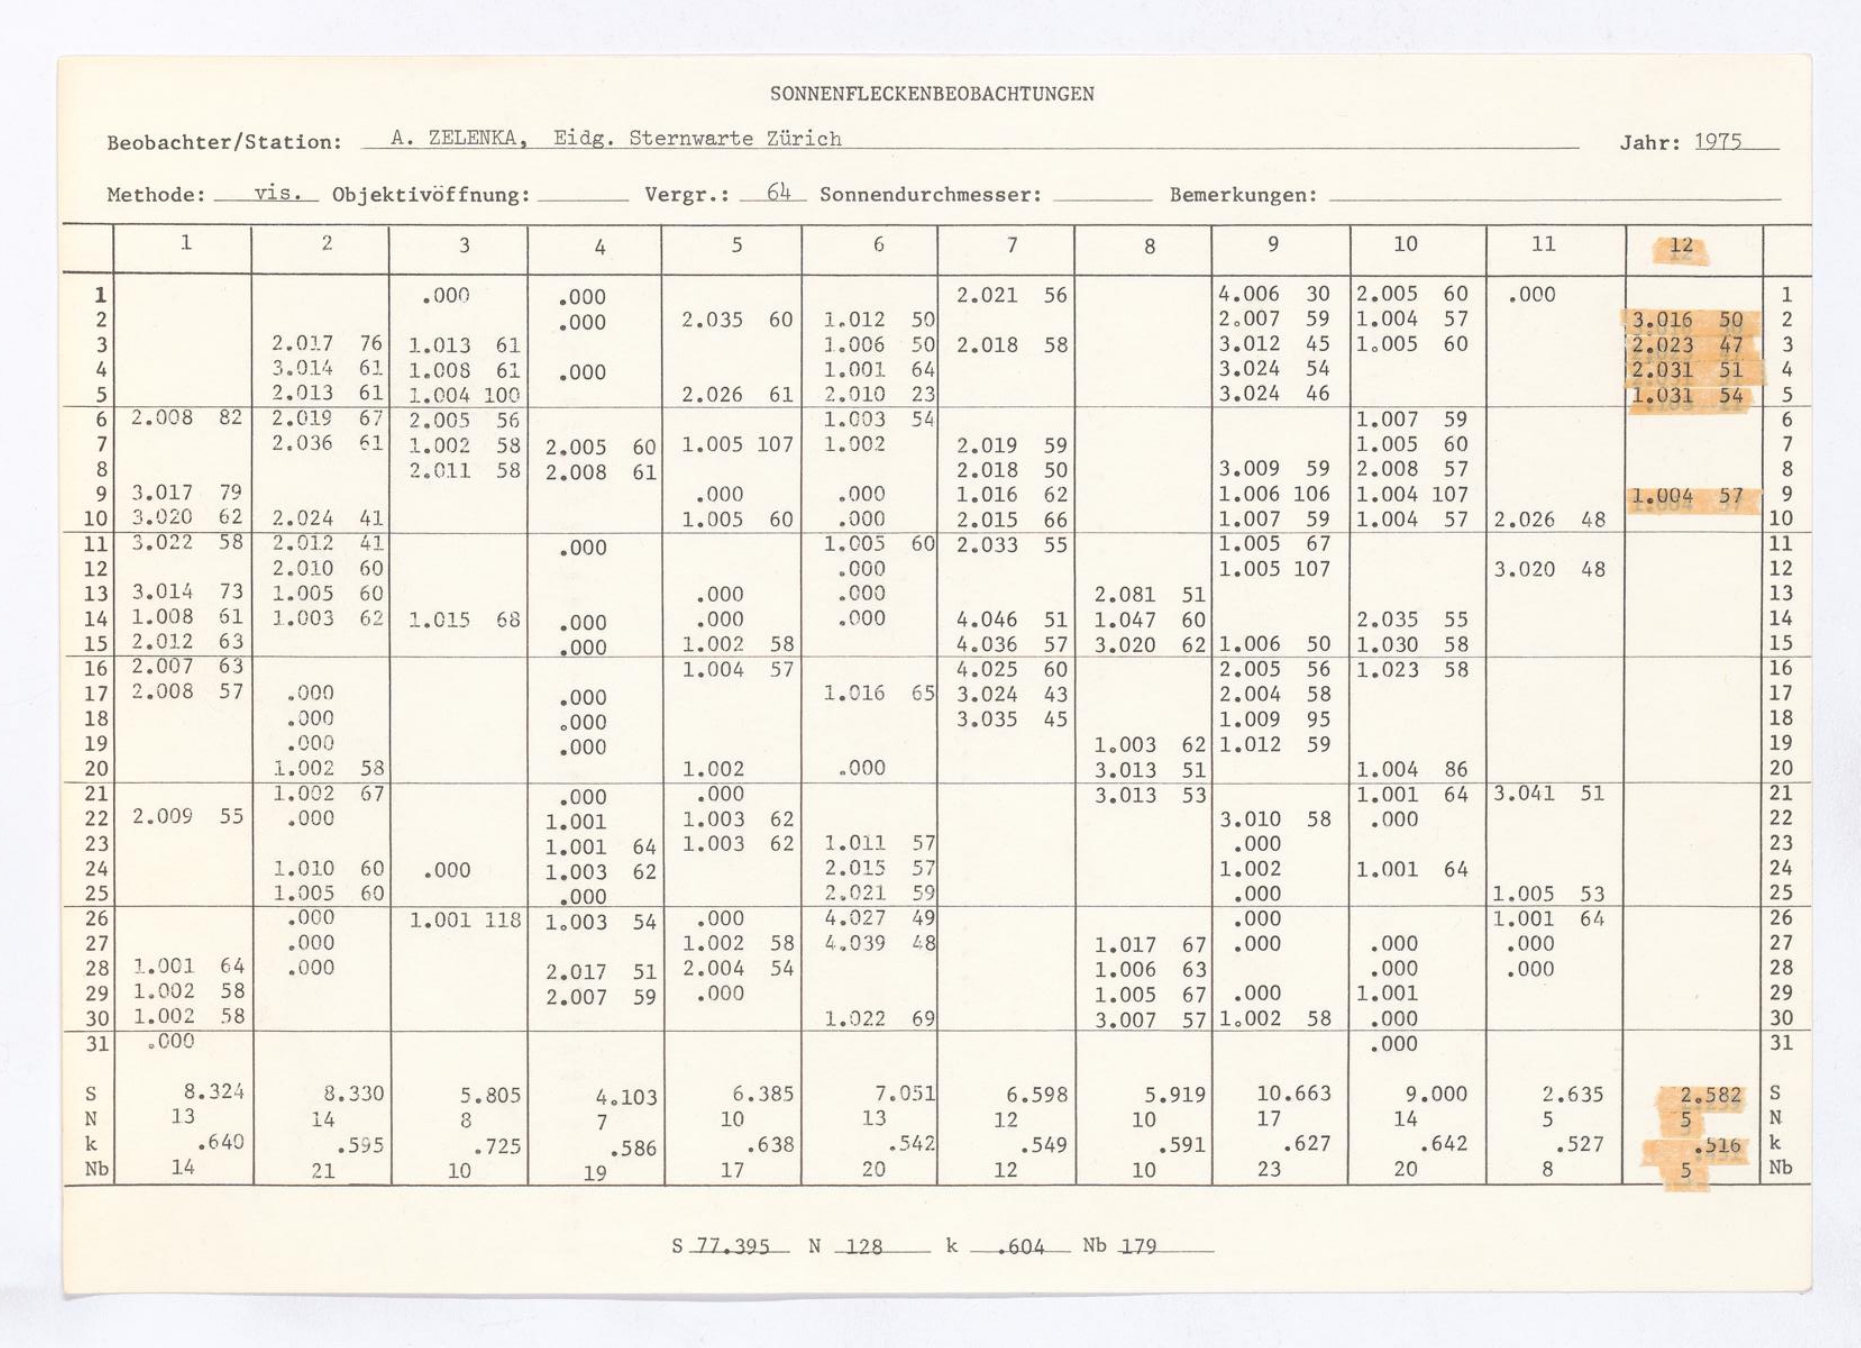 SONNENFLECKENBEOBACHTUNGEN
Beobachter/Station: A. ZELENKA, Eidg. Sternwarte Zürich Jahr: 1975
Methode: vis. Objektivöffnung: Vergr.: 64 Sonnendurchmesser: Bemerkungen:
1 2 3 4 5 6 7 8 9 10 11 12
1 .000 .000 2.021 56 4.006 30 2.005 60 .000 1
2 .000 2.035 60 1.012 50 2.007 59 1.004 57 3.016 50 2
3 2.017 76 1.013 61 1.006 50 2.018 58 3.012 45 1.005 60 2.023 47 3
4 3.014 61 1.008 61 .000 1.001 64 3.024 54 2.031 51 4
5 2.013 61 1.004 100 2.026 61 2.010 23 3.024 46 1.031 54 5
6 2.008 82 2.019 67 2.005 56 1.003 54 1.007 59 6
7 2.036 61 1.002 58 2.005 60 1.005 107 1.002 2.019 59 1.005 60 7
8 2.011 58 2.008 61 2.018 50 3.009 59 2.008 57 8
9 3.017 79 .000 .000 1.016 62 1.006 106 1.004 107 1.004 57 9
10 3.020 62 2.024 41 1.005 60 .000 2.015 66 1.007 59 1.004 57 2.026 48 10
11 3.022 58 2.012 41 .000 1.005 60 2.033 55 1.005 67 11
12 2.010 60 .000 1.005 107 3.020 48 12
13 3.014 73 1.005 60 .000 .000 2.081 51 13
14 1.008 61 1.003 62 1.015 68 .000 .000 .000 4.046 51 1.047 60 2.035 55 14
15 2.012 63 .000 1.002 58 4.036 57 3.020 62 1.006 50 1.030 58 15
16 2.007 63 1.004 57 4.025 60 2.005 56 1.023 58 16
17 2.008 57 .000 .000 1.016 65 3.024 43 2.004 58 17
18 .000 .000 3.035 45 1.009 95 18
19 .000 .000 1.003 62 1.012 59 19
20 1.002 58 1.002 .000 3.013 51 1.004 86 20
21 1.002 67 .000 .000 3.013 53 1.001 64 3.041 51 21
22 2.009 55 .000 1.001 1.003 62 3.010 58 .000 22
23 1.001 64 1.003 62 1.011 57 .000 23
24 1.010 60 .000 1.003 62 2.015 57 1.002 1.001 64 24
25 1.005 60 .000 2.021 59 .000 1.005 53 25
26 .000 1.001 118 1.003 54 .000 4.027 49 .000 1.001 64 26
27 .000 1.002 58 4.039 48 1.017 67 .000 .000 .000 27
28 1.001 64 .000 2.017 51 2.004 54 1.006 63 .000 .000 28
29 1.002 58 2.007 59 .000 1.005 67 .000 1.001 29
30 1.002 58 1.022 69 3.007 57 1.002 58 .000 30
31 .000 .000 31
S 8.324 8.330 5.805 4.103 6.385 7.051 6.598 5.919 10.663 9.000 2.635 2.582 S
N 13 14 8 7 10 13 12 10 17 14 5 5 N
k .640 .595 .725 .586 .638 .542 .549 .591 .627 .642 .527 .516 k
Nb 14 21 10 19 17 20 12 10 23 20 8 5 Nb
S 77.395 N 128 k .604 Nb 179